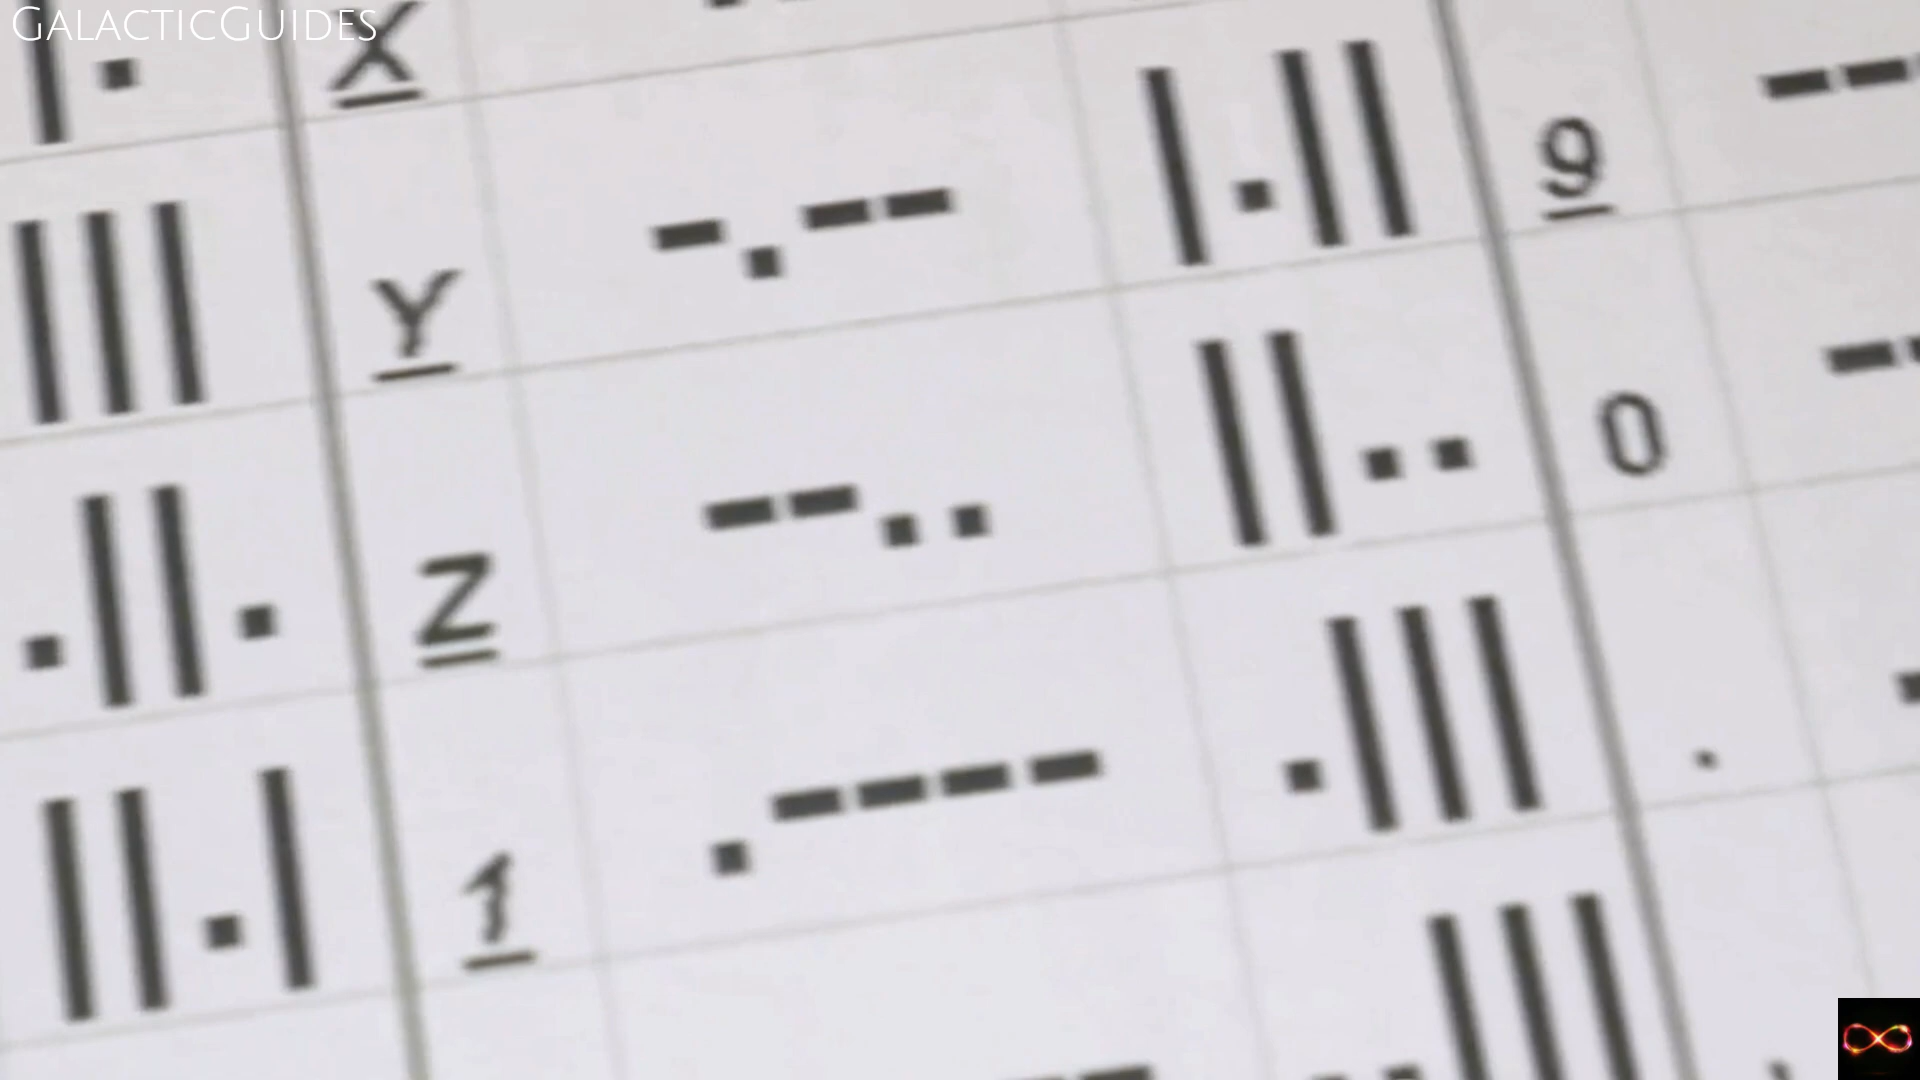 GalacticGuides
| . X
||| Y -.-- |.|| 9 --
.||. Z --.. ||.. 0 -
||.| 1 .---- .||| .